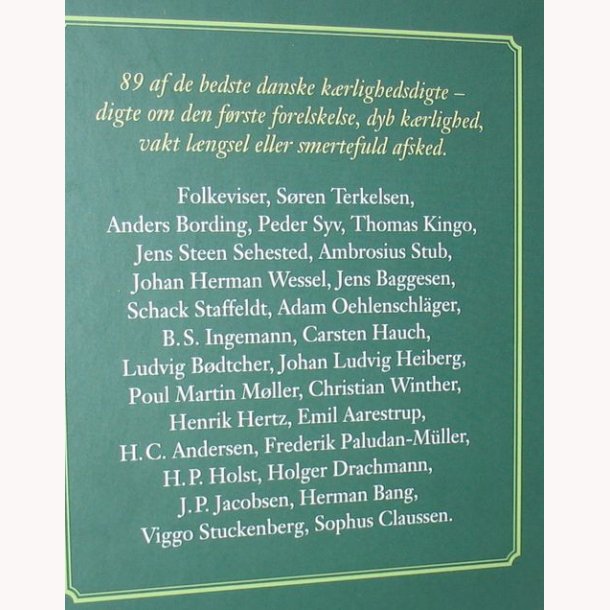 89 af de bedste danske kærlighedsdigte –
digte om den første forelskelse, dyb kærlighed,
vakt længsel eller smertefuld afsked.
Folkeviser, Søren Terkelsen,
Anders Bording, Peder Syv, Thomas Kingo,
Jens Steen Sehested, Ambrosius Stub,
Johan Herman Wessel, Jens Baggesen,
Schack Staffeldt, Adam Oehlenschläger,
B. S. Ingemann, Carsten Hauch,
Ludvig Bødtcher, Johan Ludvig Heiberg,
Poul Martin Møller, Christian Winther,
Henrik Hertz, Emil Aarestrup,
H. C. Andersen, Frederik Paludan-Müller,
H. P. Holst, Holger Drachmann,
J. P. Jacobsen, Herman Bang,
Viggo Stuckenberg, Sophus Claussen.